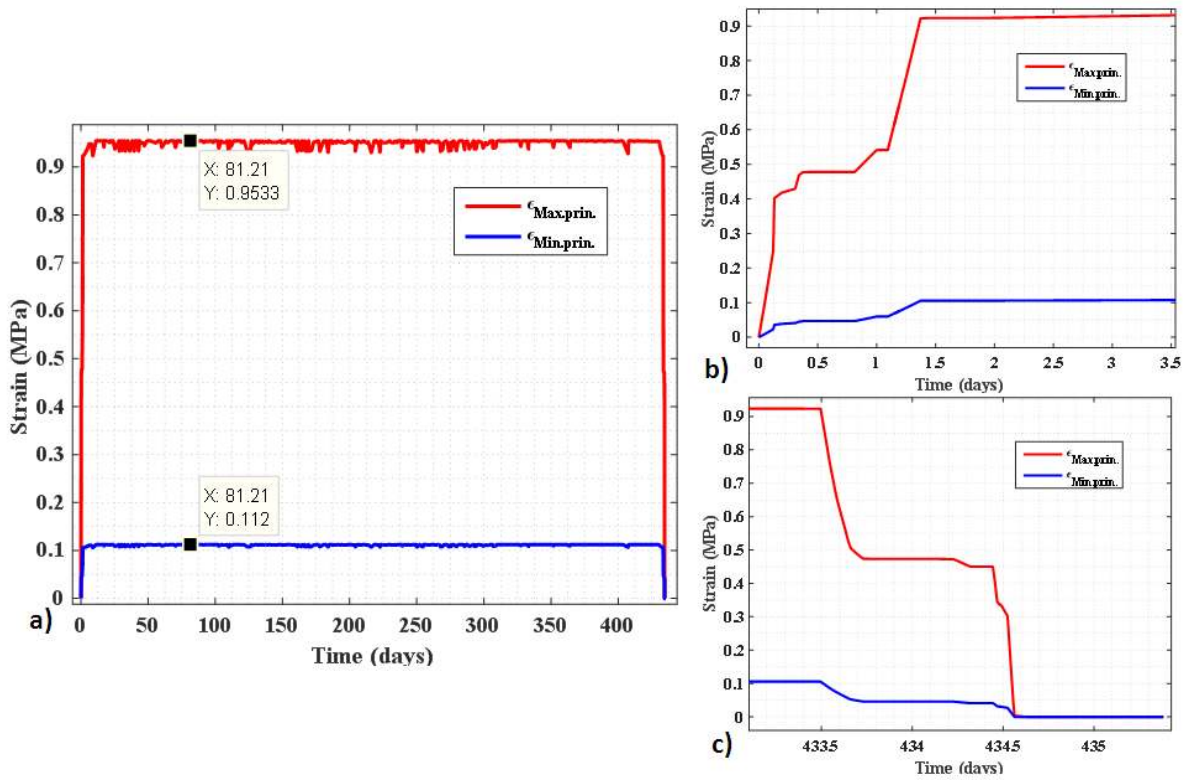 0.9
0.8
0.7
0.6
0.5
0.4
0.3
0.2
0.1
0
Strain (MPa)
X: 81.21
Y: 0.9533
ϵMax.prin.
ϵMin.prin.
X: 81.21
Y: 0.112
0 50 100 150 200 250 300 350 400
Time (days)
a)
0.9
0.8
0.7
0.6
0.5
0.4
0.3
0.2
0.1
0
Strain (MPa)
ϵMax.prin.
ϵMin.prin.
0 0.5 1 1.5 2 2.5 3 3.5
Time (days)
b)
0.9
0.8
0.7
0.6
0.5
0.4
0.3
0.2
0.1
0
Strain (MPa)
ϵMax.prin.
ϵMin.prin.
433.5 434 434.5 435
Time (days)
c)